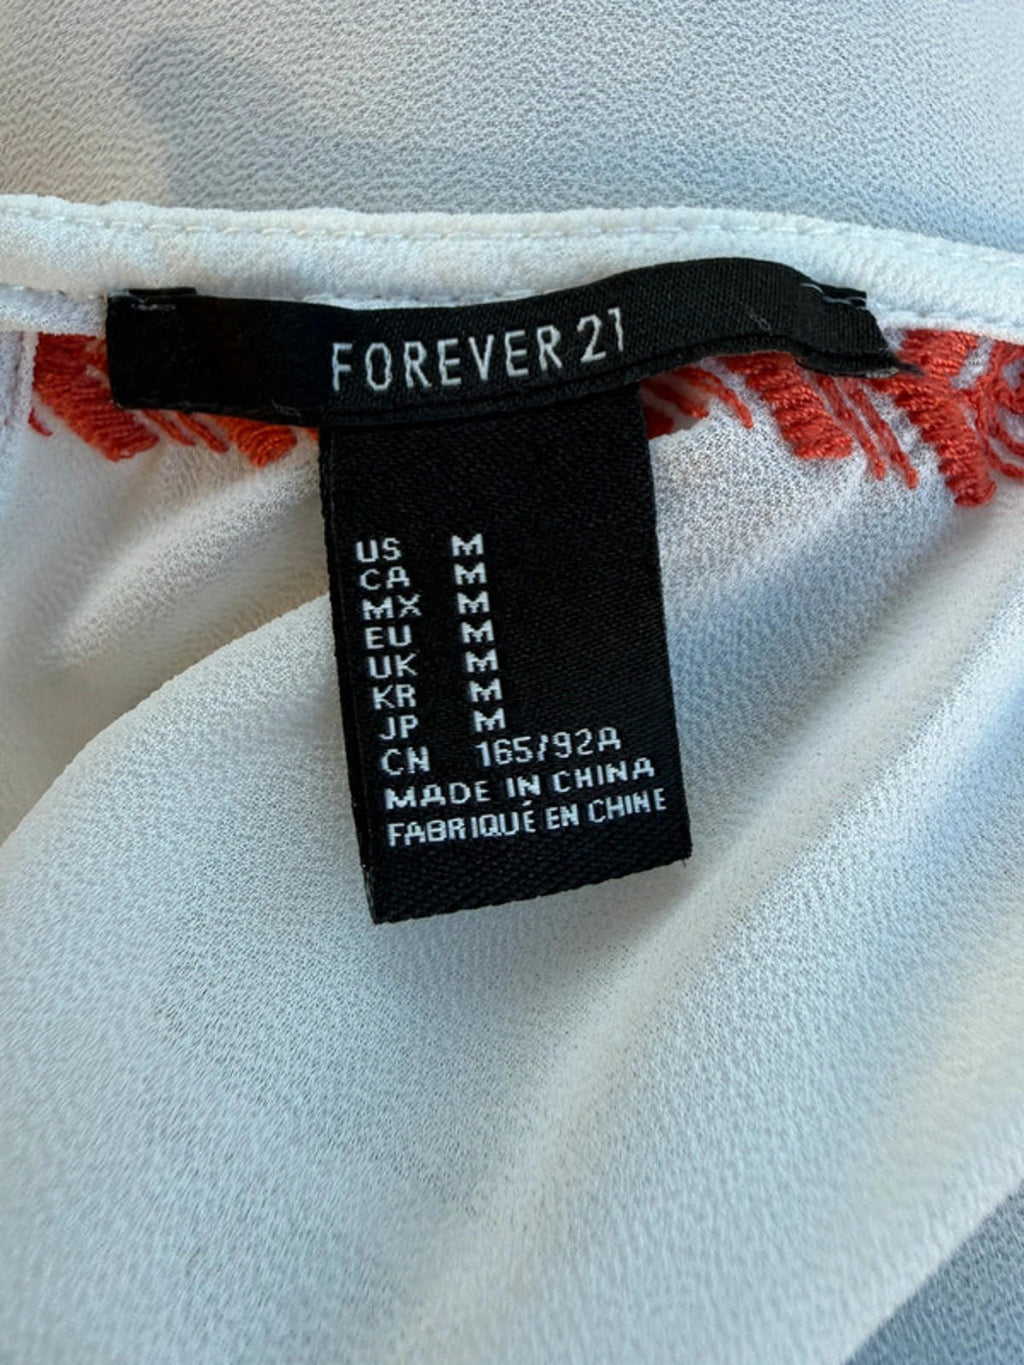 FOREVER 21
US M
CA M
MX M
EU M
UK M
KR M
JP M
CN 165/92A
MADE IN CHINA
FABRIQUÉ EN CHINE